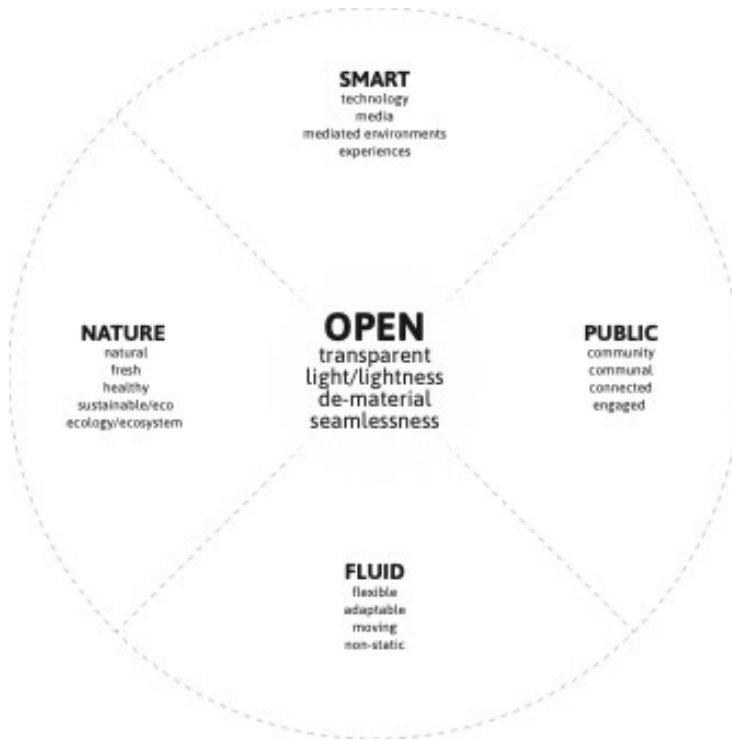 SMART
technology
media
mediated environments
experiences
NATURE
natural
fresh
healthy
sustainable/eco
ecology/ecosystem
OPEN
transparent
light/lightness
de-material
seamlessness
PUBLIC
community
communal
connected
engaged
FLUID
flexible
adaptable
moving
non-static